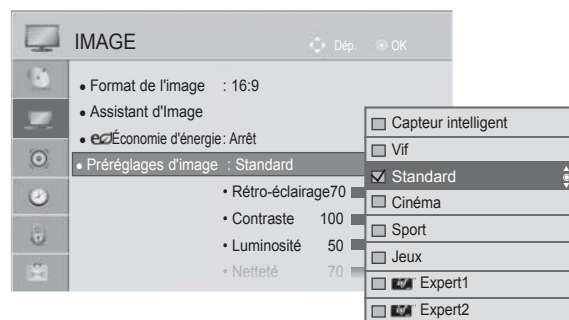 IMAGE
Dép. OK
• Format de l'image : 16:9
• Assistant d'Image
• eco Économie d'énergie : Arrêt
• Préréglages d'image : Standard
• Rétro-éclairage 70
• Contraste 100
• Luminosité 50
• Netteté 70
Capteur intelligent
Vif
Standard
Cinéma
Sport
Jeux
Expert1
Expert2